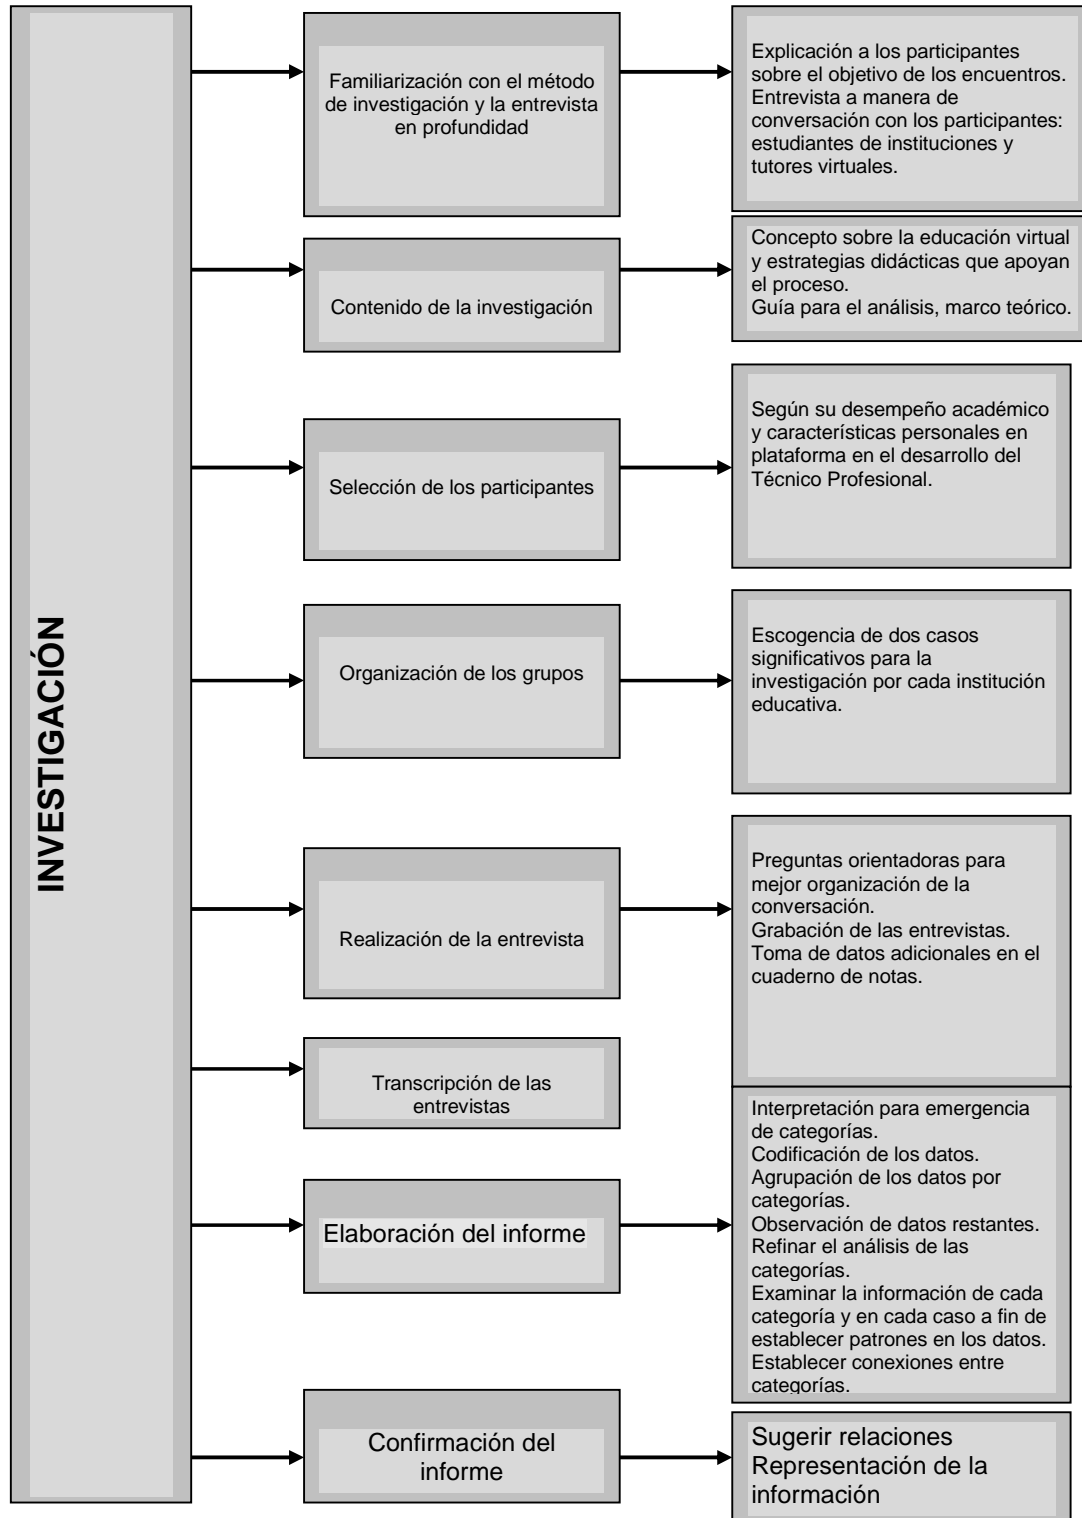 INVESTIGACIÓN
Familiarización con el método
de investigación y la entrevista
en profundidad
Explicación a los participantes
sobre el objetivo de los encuentros.
Entrevista a manera de
conversación con los participantes:
estudiantes de instituciones y
tutores virtuales.
Contenido de la investigación
Concepto sobre la educación virtual
y estrategias didácticas que apoyan
el proceso.
Guía para el análisis, marco teórico.
Selección de los participantes
Según su desempeño académico
y características personales en
plataforma en el desarrollo del
Técnico Profesional.
Organización de los grupos
Escogencia de dos casos
significativos para la
investigación por cada institución
educativa.
Realización de la entrevista
Preguntas orientadoras para
mejor organización de la
conversación.
Grabación de las entrevistas.
Toma de datos adicionales en el
cuaderno de notas.
Transcripción de las
entrevistas
Elaboración del informe
Interpretación para emergencia
de categorías.
Codificación de los datos.
Agrupación de los datos por
categorías.
Observación de datos restantes.
Refinar el análisis de las
categorías.
Examinar la información de cada
categoría y en cada caso a fin de
establecer patrones en los datos.
Establecer conexiones entre
categorías.
Confirmación del
informe
Sugerir relaciones
Representación de la
información